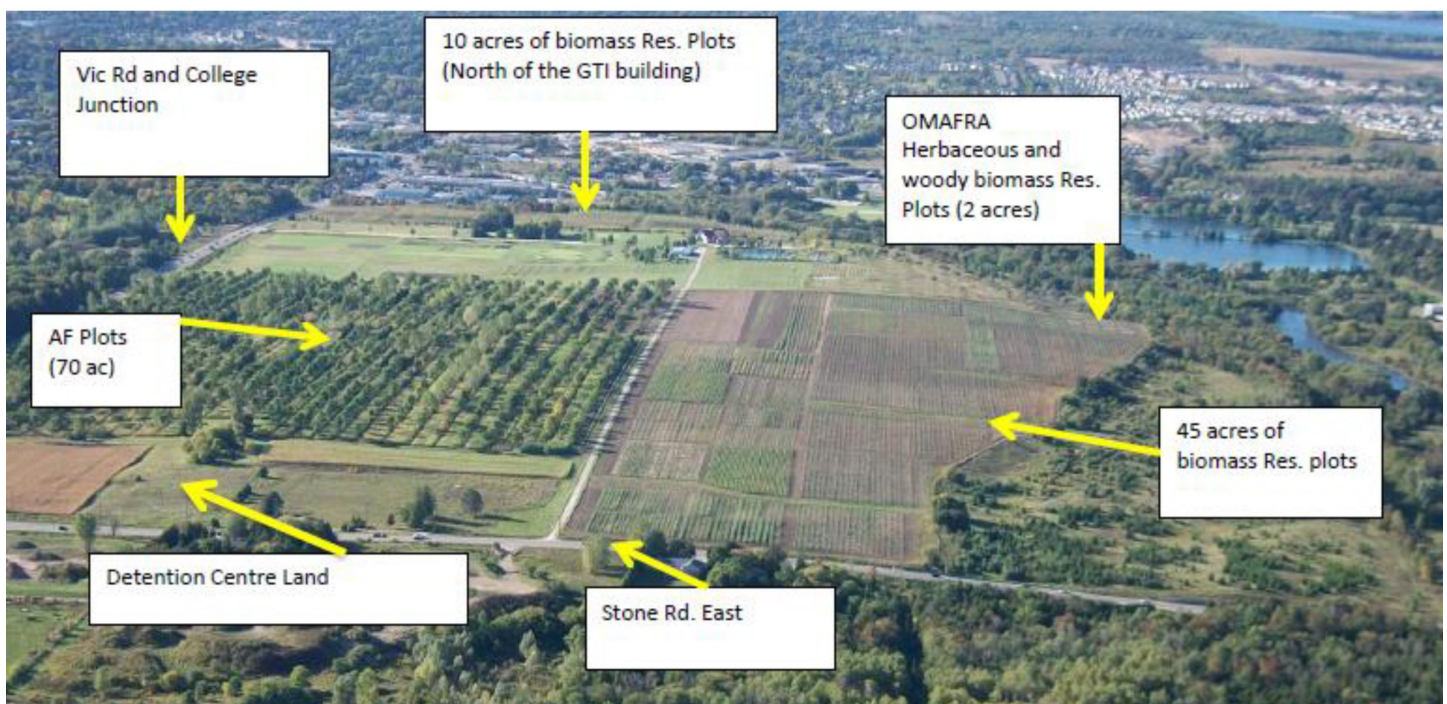 Vic Rd and College
Junction
10 acres of biomass Res. Plots
(North of the GTI building)
OMAFRA
Herbaceous and
woody biomass Res.
Plots (2 acres)
AF Plots
(70 ac)
45 acres of
biomass Res. plots
Detention Centre Land
Stone Rd. East